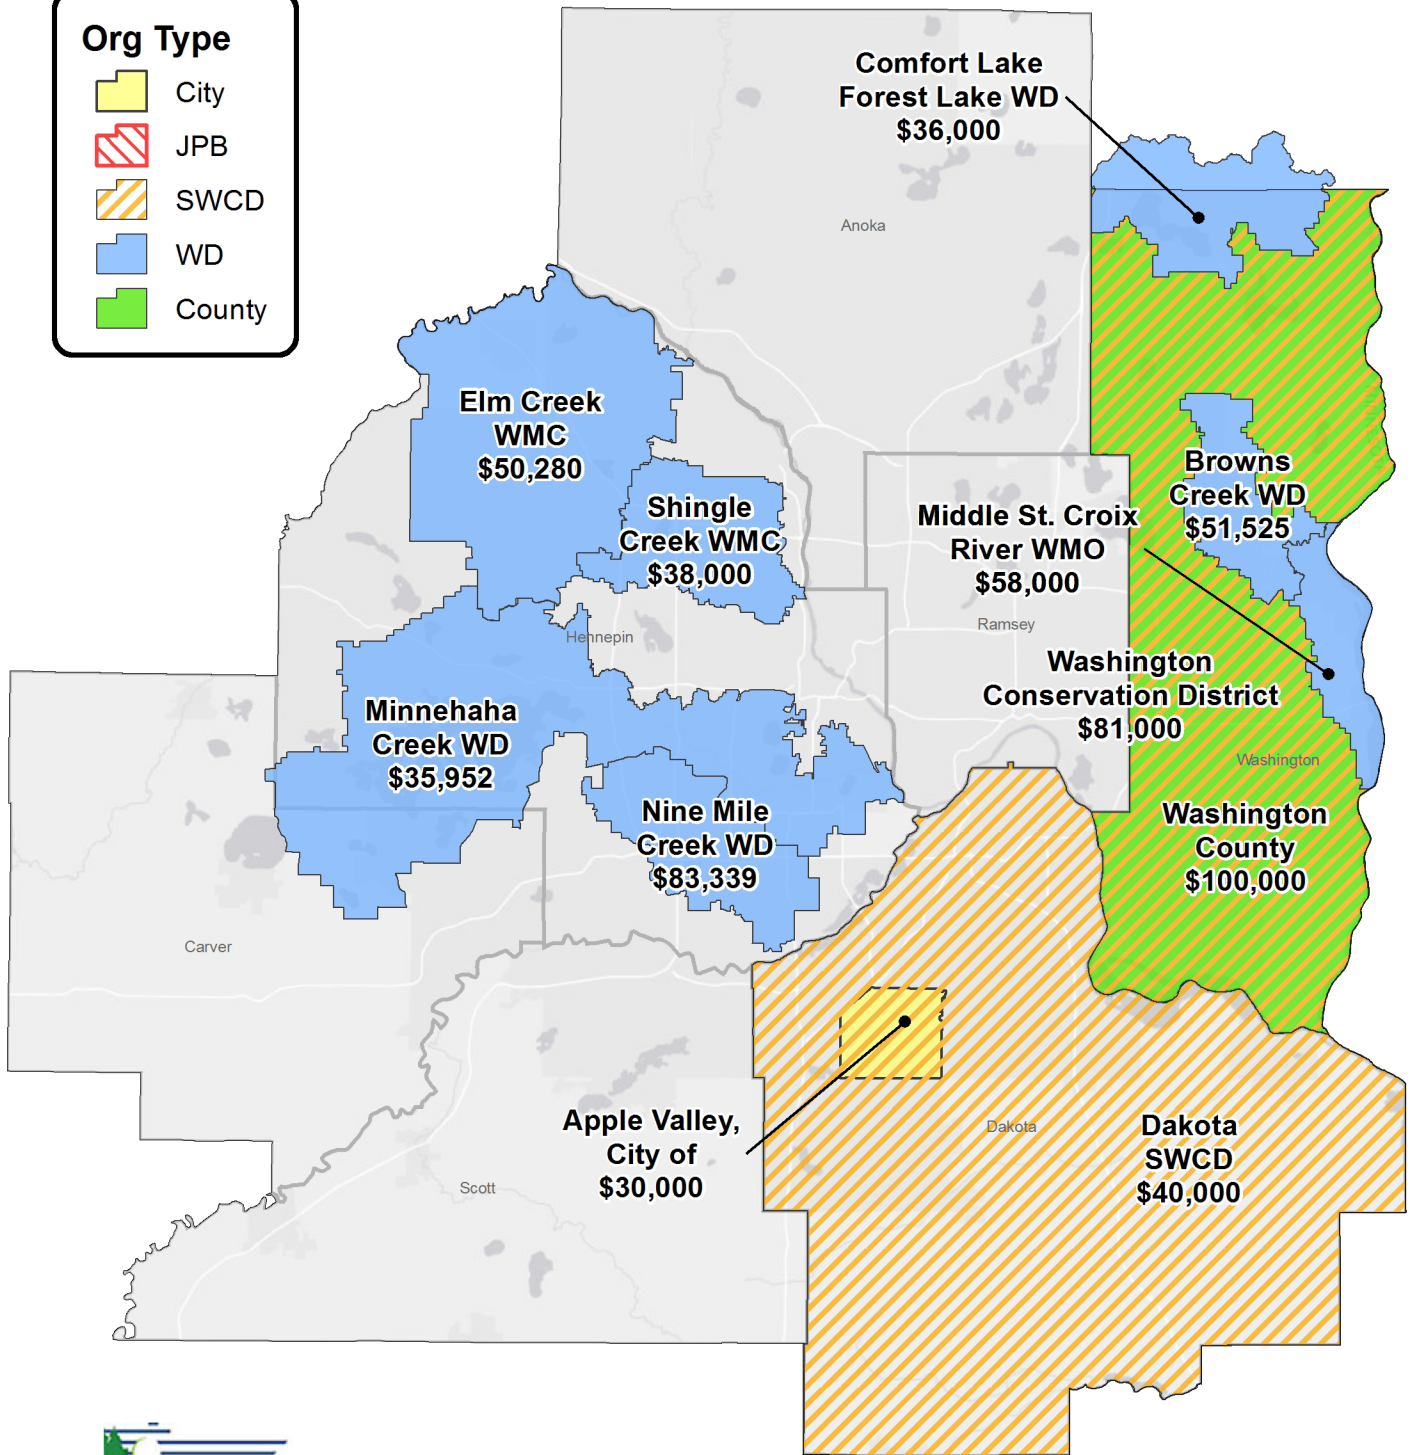 Org Type
City
JPB
SWCD
WD
County
Comfort Lake
Forest Lake WD
$36,000
Anoka
Elm Creek
WMC
$50,280
Shingle
Creek WMC
$38,000
Browns
Creek WD
$51,525
Middle St. Croix
River WMO
$58,000
Hennepin
Ramsey
Washington
Conservation District
$81,000
Minnehaha
Creek WD
$35,952
Washington
Nine Mile
Creek WD
$83,339
Washington
County
$100,000
Carver
Apple Valley,
City of
$30,000
Dakota
Dakota
SWCD
$40,000
Scott